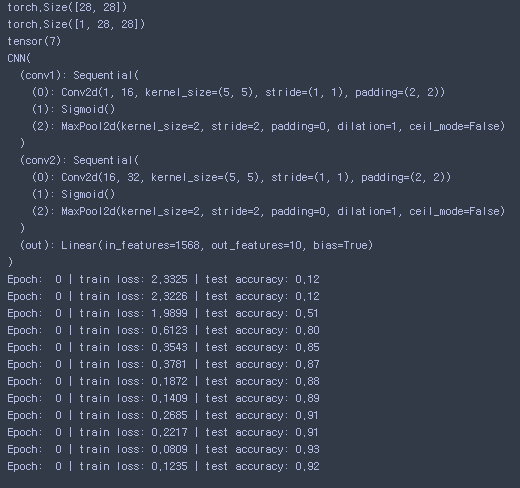 torch.Size([28, 28])
torch.Size([1, 28, 28])
tensor(7)
CNN(
  (conv1): Sequential(
    (0): Conv2d(1, 16, kernel_size=(5, 5), stride=(1, 1), padding=(2, 2))
    (1): Sigmoid()
    (2): MaxPool2d(kernel_size=2, stride=2, padding=0, dilation=1, ceil_mode=False)
  )
  (conv2): Sequential(
    (0): Conv2d(16, 32, kernel_size=(5, 5), stride=(1, 1), padding=(2, 2))
    (1): Sigmoid()
    (2): MaxPool2d(kernel_size=2, stride=2, padding=0, dilation=1, ceil_mode=False)
  )
  (out): Linear(in_features=1568, out_features=10, bias=True)
)
Epoch:  0 | train loss: 2.3325 | test accuracy: 0.12
Epoch:  0 | train loss: 2.3226 | test accuracy: 0.12
Epoch:  0 | train loss: 1.9899 | test accuracy: 0.51
Epoch:  0 | train loss: 0.6123 | test accuracy: 0.80
Epoch:  0 | train loss: 0.3543 | test accuracy: 0.85
Epoch:  0 | train loss: 0.3781 | test accuracy: 0.87
Epoch:  0 | train loss: 0.1872 | test accuracy: 0.88
Epoch:  0 | train loss: 0.1409 | test accuracy: 0.89
Epoch:  0 | train loss: 0.2685 | test accuracy: 0.91
Epoch:  0 | train loss: 0.2217 | test accuracy: 0.91
Epoch:  0 | train loss: 0.0809 | test accuracy: 0.93
Epoch:  0 | train loss: 0.1235 | test accuracy: 0.92